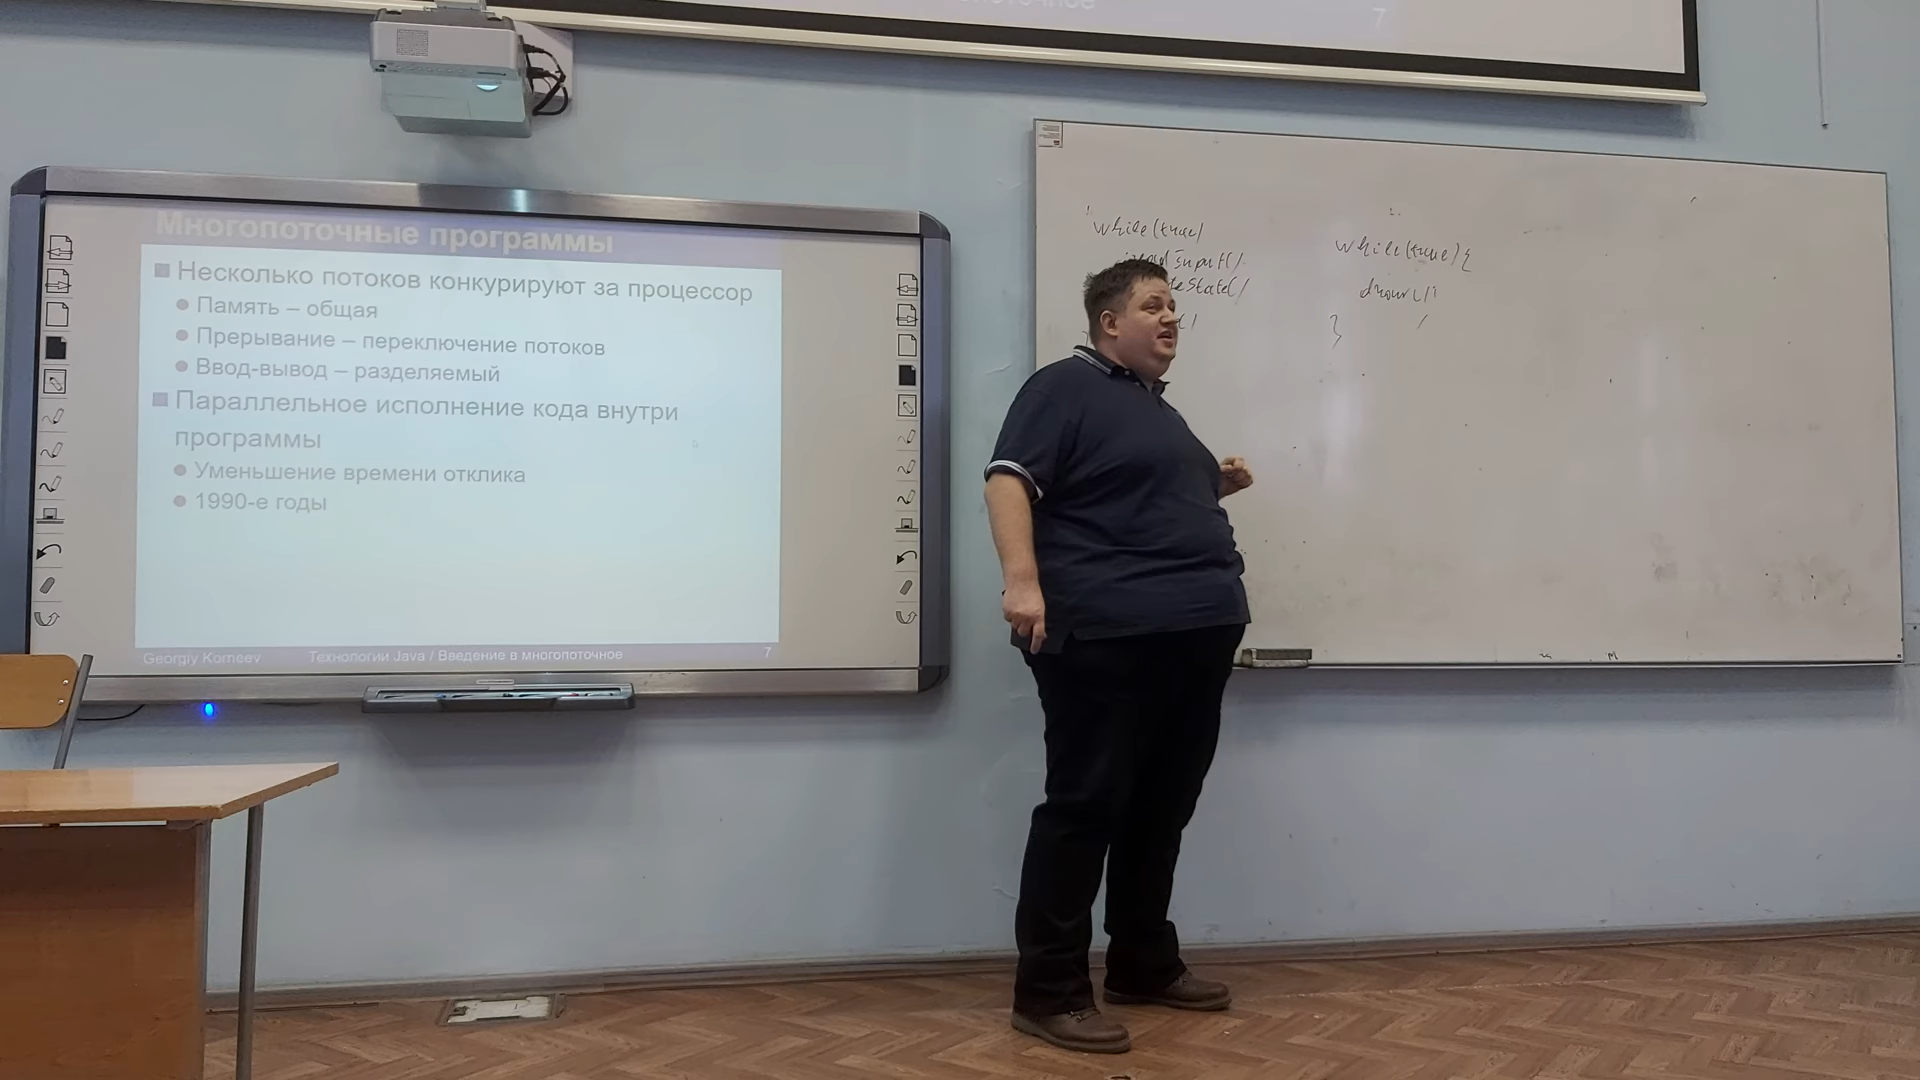 7
Многопоточные программы
Несколько потоков конкурируют за процессор
Память – общая
Прерывание – переключение потоков
Ввод-вывод – разделяемый
Параллельное исполнение кода внутри
программы
Уменьшение времени отклика
1990-е годы
Georgiy Korneev Технологии Java / Введение в многопоточное 7
while(true)
while(true){
}